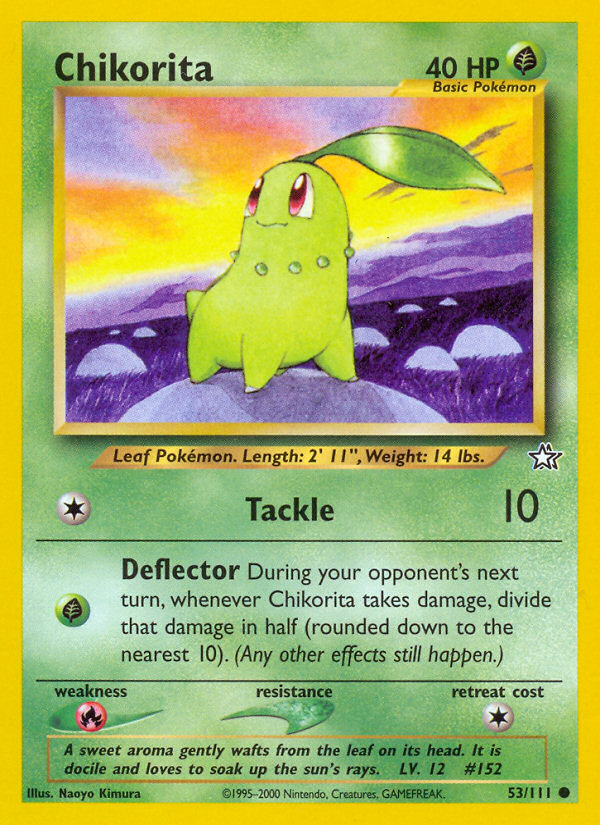 Chikorita
40 HP
Basic Pokémon
Leaf Pokémon. Length: 2' 11", Weight: 14 lbs.
Tackle 10
Deflector During your opponent's next
turn, whenever Chikorita takes damage, divide
that damage in half (rounded down to the
nearest 10). (Any other effects still happen.)
weakness resistance retreat cost
A sweet aroma gently wafts from the leaf on its head. It is
docile and loves to soak up the sun's rays. LV. 12 #152
Illus. Naoyo Kimura ©1995–2000 Nintendo, Creatures, GAMEFREAK. 53/111